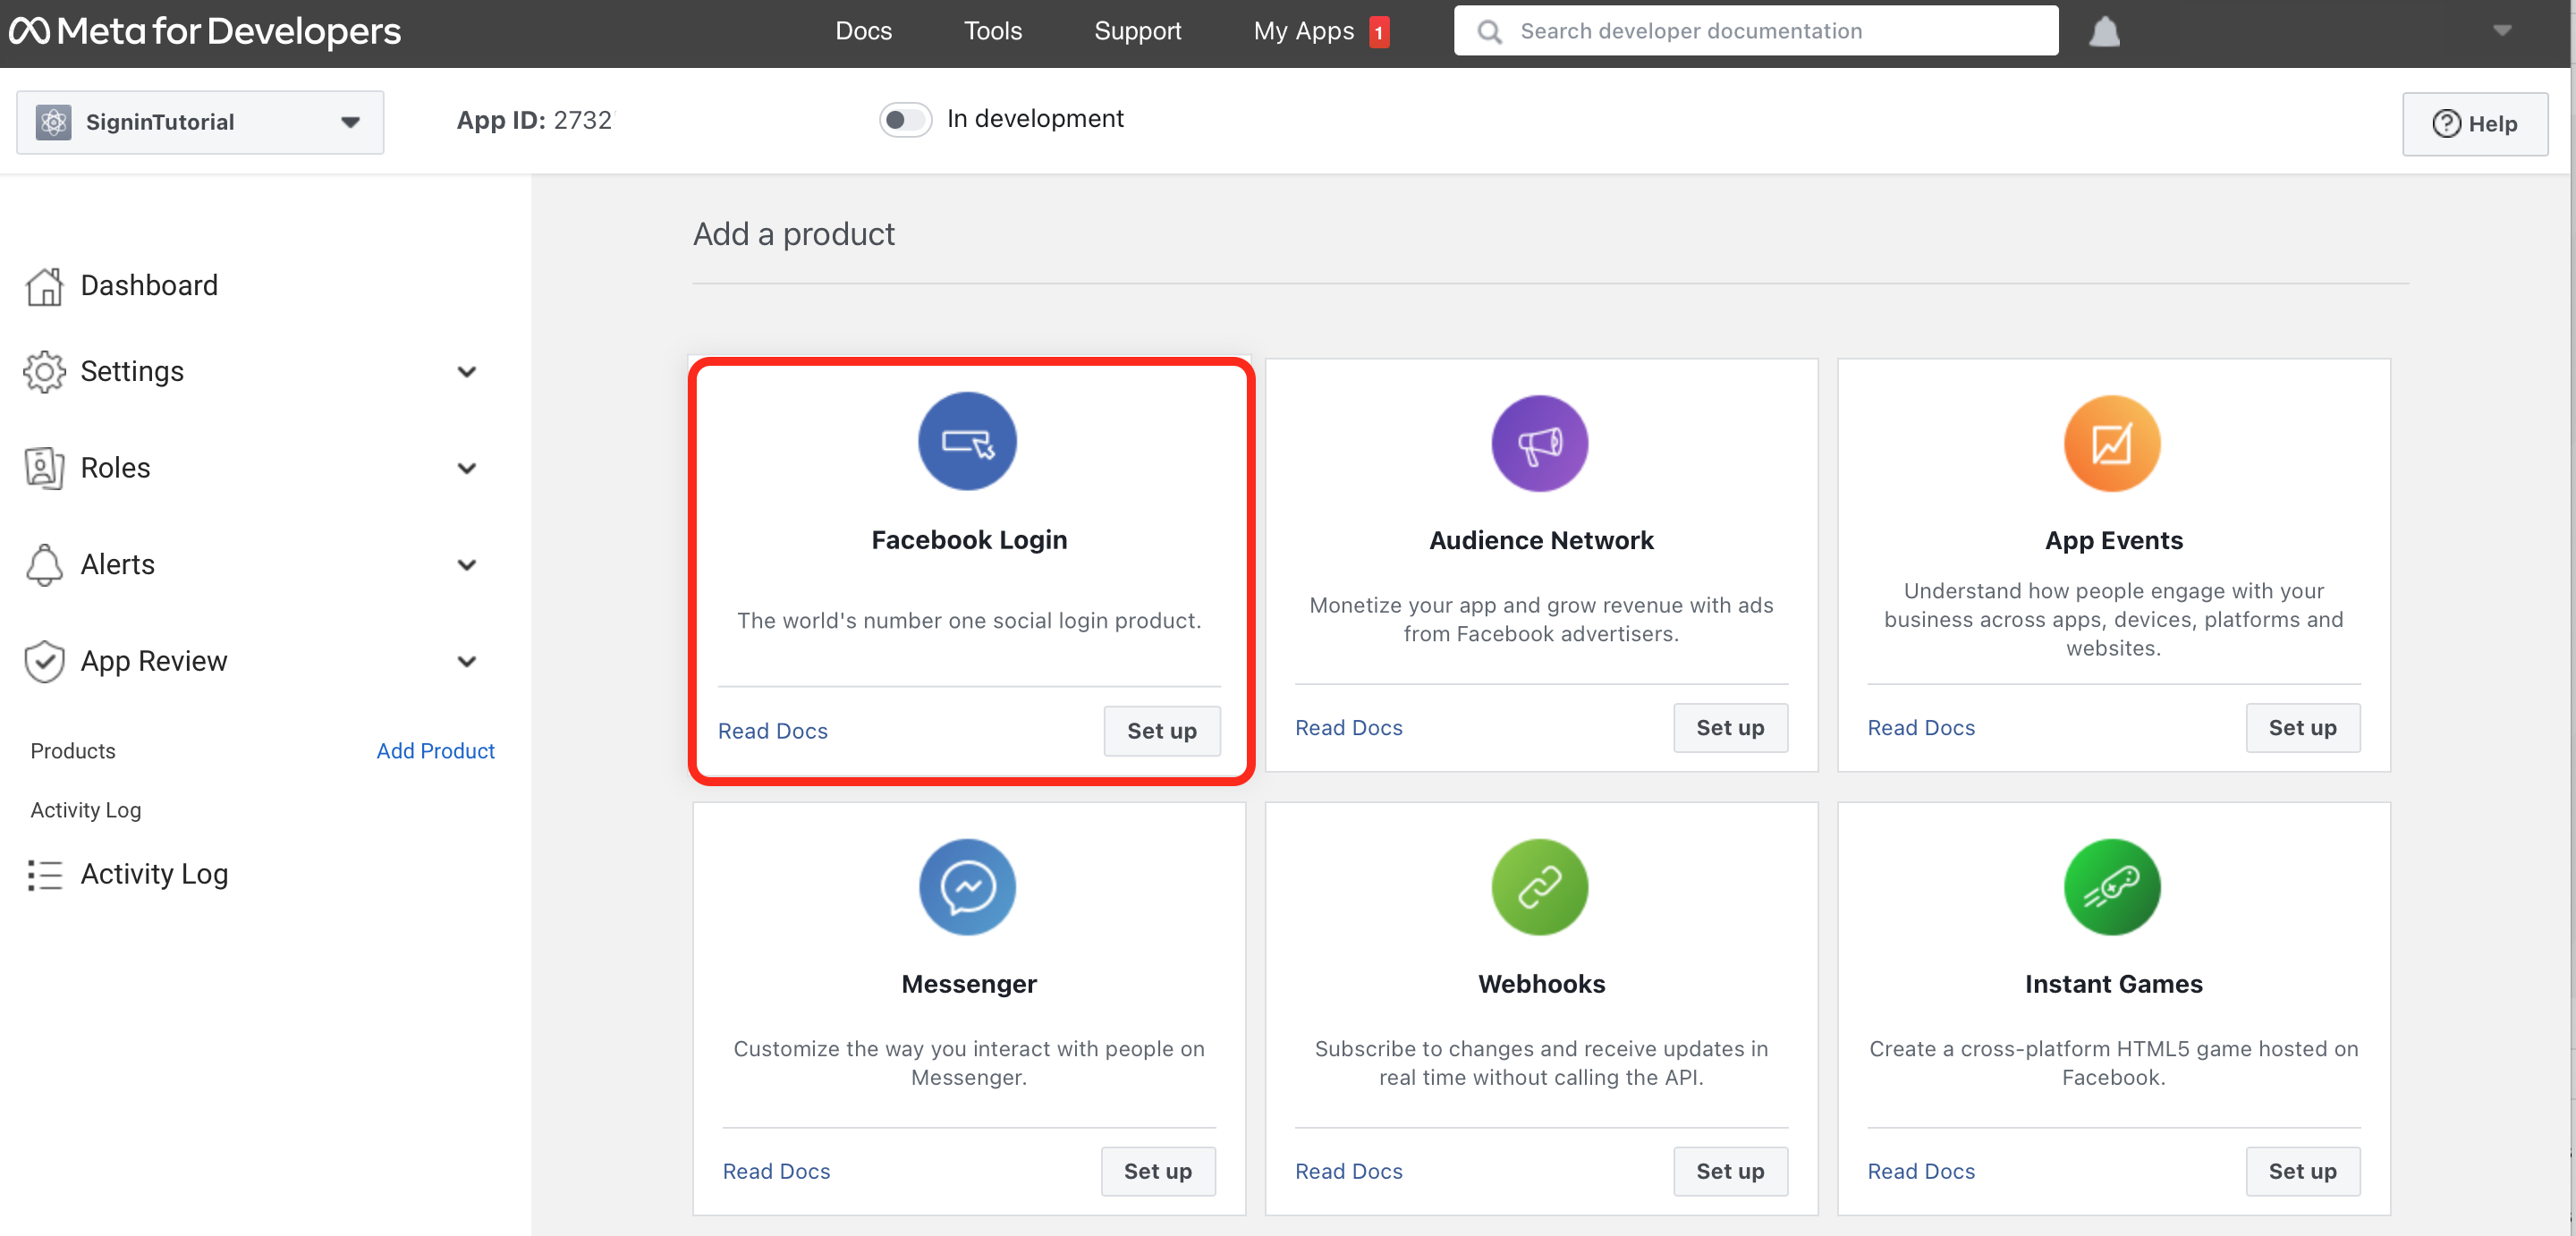 Meta for Developers
Docs
Tools
Support
My Apps 1
Search developer documentation
SigninTutorial
App ID: 2732
In development
Help
Dashboard
Settings
Roles
Alerts
App Review
Products
Add Product
Activity Log
Activity Log
Add a product
Facebook Login
The world's number one social login product.
Read Docs
Set up
Audience Network
Monetize your app and grow revenue with ads
from Facebook advertisers.
Read Docs
Set up
App Events
Understand how people engage with your
business across apps, devices, platforms and
websites.
Read Docs
Set up
Messenger
Customize the way you interact with people on
Messenger.
Read Docs
Set up
Webhooks
Subscribe to changes and receive updates in
real time without calling the API.
Read Docs
Set up
Instant Games
Create a cross-platform HTML5 game hosted on
Facebook.
Read Docs
Set up